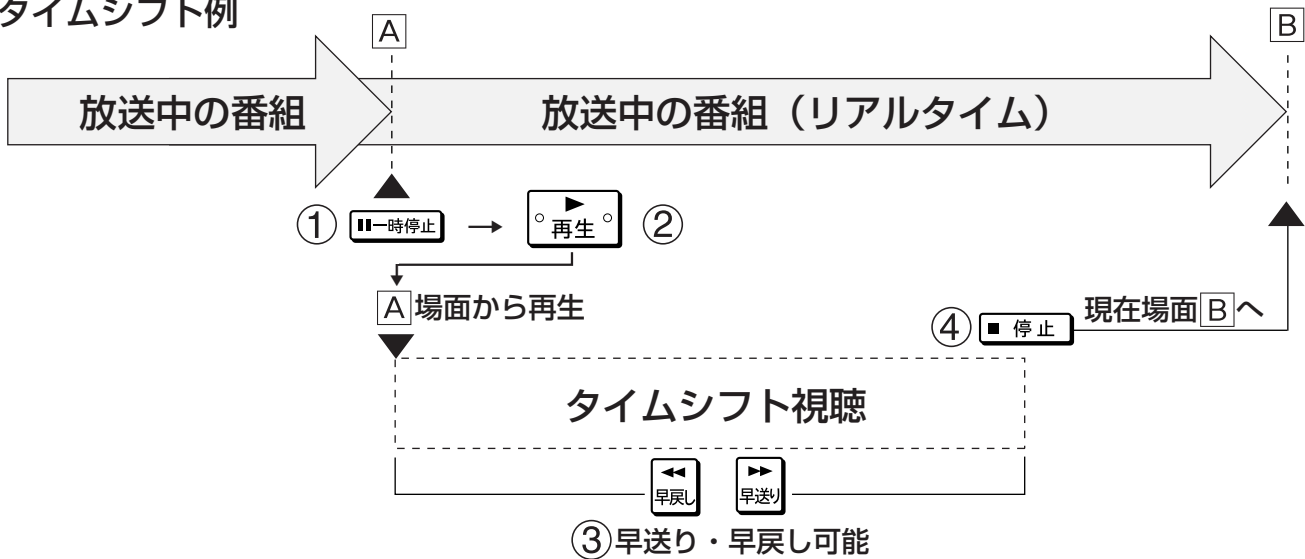 タイムシフト例
A
B
放送中の番組
放送中の番組（リアルタイム）
① 一時停止 → 再生 ②
A場面から再生
④ 停止
現在場面Bへ
タイムシフト視聴
早戻し
早送り
③早送り・早戻し可能